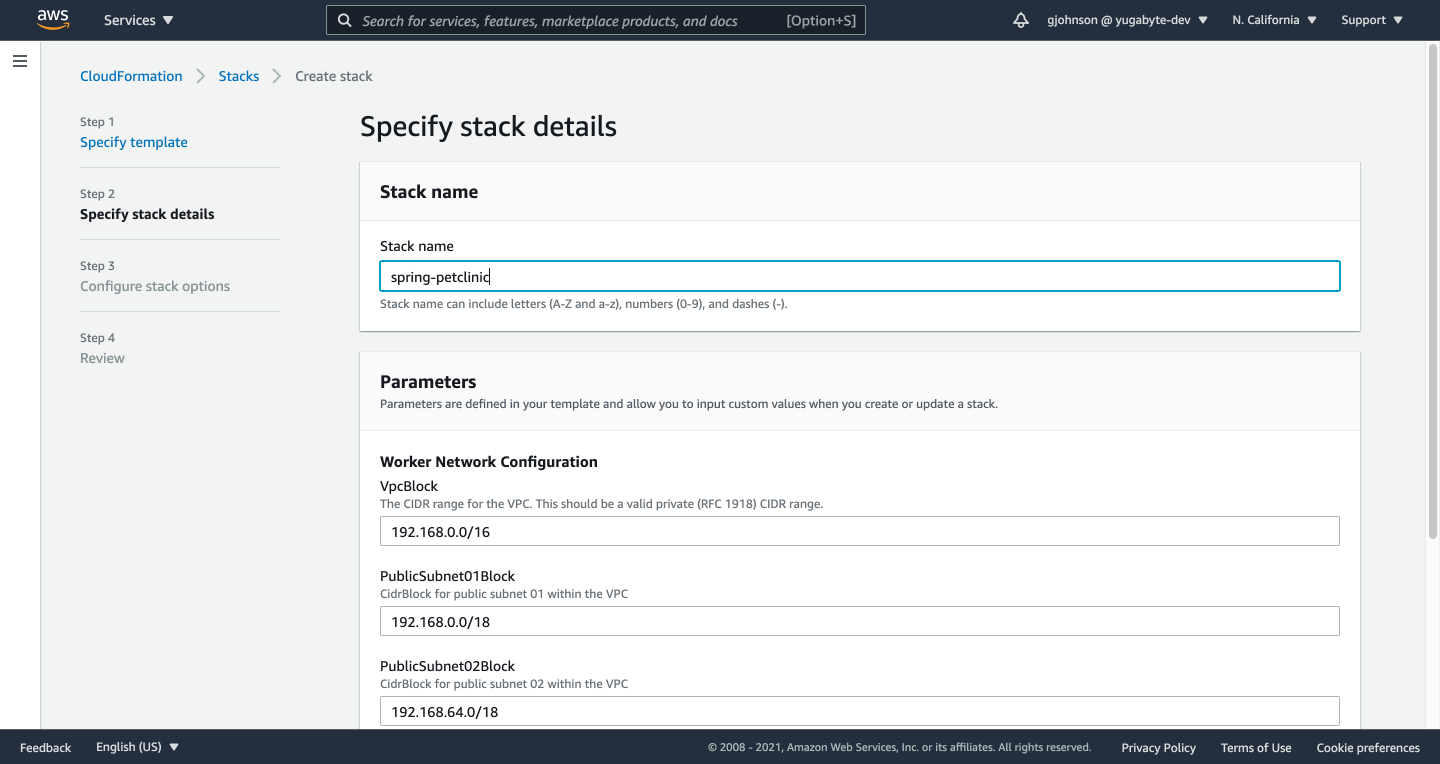 aws
Services ▼
Search for services, features, marketplace products, and docs [Option+S]
gjohnson @ yugabyte-dev ▼
N. California ▼
Support ▼
CloudFormation > Stacks > Create stack
Step 1
Specify template
Step 2
Specify stack details
Step 3
Configure stack options
Step 4
Review
Specify stack details
Stack name
Stack name
spring-petclinic
Stack name can include letters (A-Z and a-z), numbers (0-9), and dashes (-).
Parameters
Parameters are defined in your template and allow you to input custom values when you create or update a stack.
Worker Network Configuration
VpcBlock
The CIDR range for the VPC. This should be a valid private (RFC 1918) CIDR range.
192.168.0.0/16
PublicSubnet01Block
CidrBlock for public subnet 01 within the VPC
192.168.0.0/18
PublicSubnet02Block
CidrBlock for public subnet 02 within the VPC
192.168.64.0/18
Feedback
English (US) ▼
© 2008 - 2021, Amazon Web Services, Inc. or its affiliates. All rights reserved.
Privacy Policy
Terms of Use
Cookie preferences